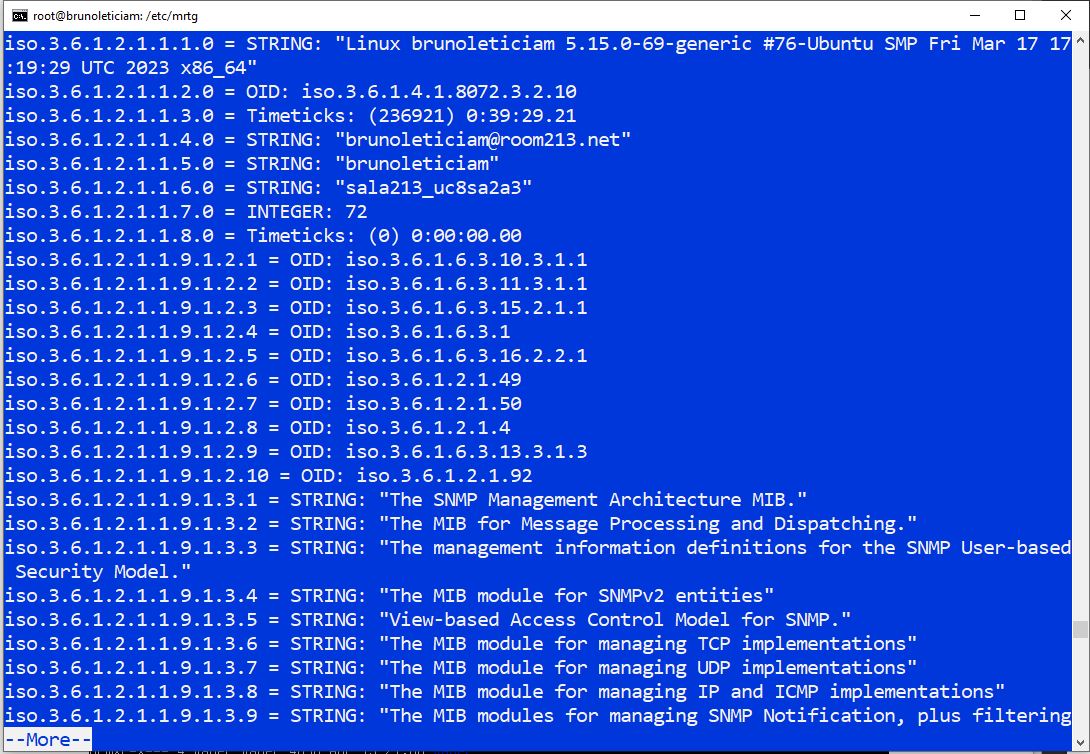 root@brunoleticiam: /etc/mrtg
iso.3.6.1.2.1.1.1.0 = STRING: "Linux brunoleticiam 5.15.0-69-generic #76-Ubuntu SMP Fri Mar 17 17
:19:29 UTC 2023 x86_64"
iso.3.6.1.2.1.1.2.0 = OID: iso.3.6.1.4.1.8072.3.2.10
iso.3.6.1.2.1.1.3.0 = Timeticks: (236921) 0:39:29.21
iso.3.6.1.2.1.1.4.0 = STRING: "brunoleticiam@room213.net"
iso.3.6.1.2.1.1.5.0 = STRING: "brunoleticiam"
iso.3.6.1.2.1.1.6.0 = STRING: "sala213_uc8sa2a3"
iso.3.6.1.2.1.1.7.0 = INTEGER: 72
iso.3.6.1.2.1.1.8.0 = Timeticks: (0) 0:00:00.00
iso.3.6.1.2.1.1.9.1.2.1 = OID: iso.3.6.1.6.3.10.3.1.1
iso.3.6.1.2.1.1.9.1.2.2 = OID: iso.3.6.1.6.3.11.3.1.1
iso.3.6.1.2.1.1.9.1.2.3 = OID: iso.3.6.1.6.3.15.2.1.1
iso.3.6.1.2.1.1.9.1.2.4 = OID: iso.3.6.1.6.3.1
iso.3.6.1.2.1.1.9.1.2.5 = OID: iso.3.6.1.6.3.16.2.2.1
iso.3.6.1.2.1.1.9.1.2.6 = OID: iso.3.6.1.2.1.49
iso.3.6.1.2.1.1.9.1.2.7 = OID: iso.3.6.1.2.1.50
iso.3.6.1.2.1.1.9.1.2.8 = OID: iso.3.6.1.2.1.4
iso.3.6.1.2.1.1.9.1.2.9 = OID: iso.3.6.1.6.3.13.3.1.3
iso.3.6.1.2.1.1.9.1.2.10 = OID: iso.3.6.1.2.1.92
iso.3.6.1.2.1.1.9.1.3.1 = STRING: "The SNMP Management Architecture MIB."
iso.3.6.1.2.1.1.9.1.3.2 = STRING: "The MIB for Message Processing and Dispatching."
iso.3.6.1.2.1.1.9.1.3.3 = STRING: "The management information definitions for the SNMP User-based
 Security Model."
iso.3.6.1.2.1.1.9.1.3.4 = STRING: "The MIB module for SNMPv2 entities"
iso.3.6.1.2.1.1.9.1.3.5 = STRING: "View-based Access Control Model for SNMP."
iso.3.6.1.2.1.1.9.1.3.6 = STRING: "The MIB module for managing TCP implementations"
iso.3.6.1.2.1.1.9.1.3.7 = STRING: "The MIB module for managing UDP implementations"
iso.3.6.1.2.1.1.9.1.3.8 = STRING: "The MIB module for managing IP and ICMP implementations"
iso.3.6.1.2.1.1.9.1.3.9 = STRING: "The MIB modules for managing SNMP Notification, plus filtering
--More--